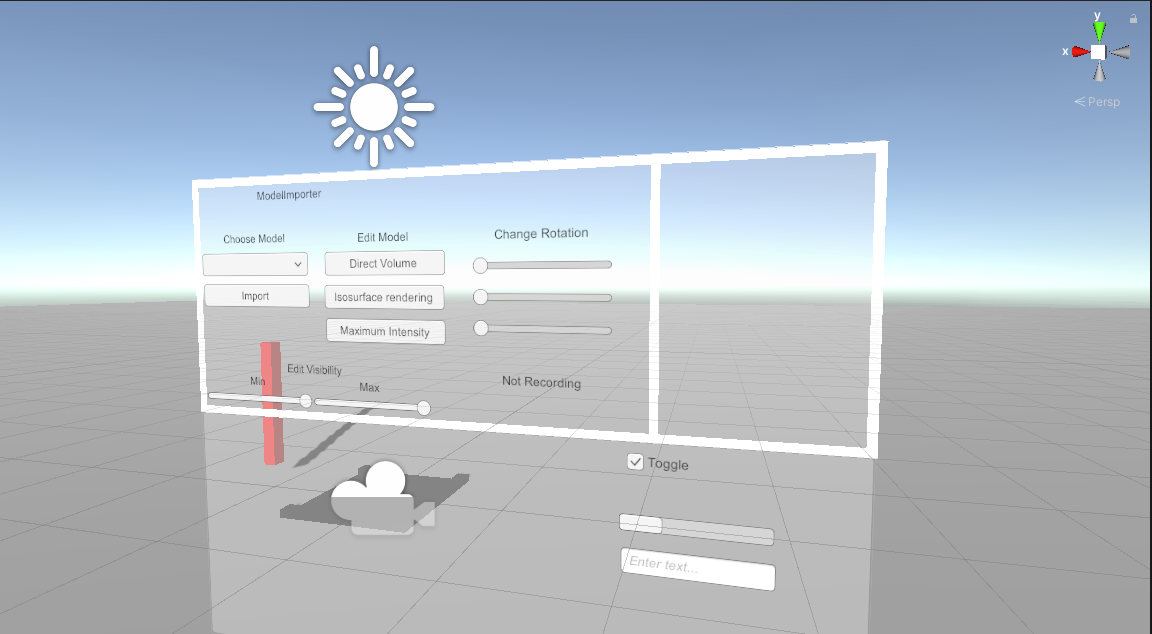 y
x
Persp
ModelImporter
Choose Model
Edit Model
Change Rotation
Direct Volume
Import
Isosurface rendering
Maximum Intensity
Edit Visibility
Min
Max
Not Recording
Toggle
Enter text...